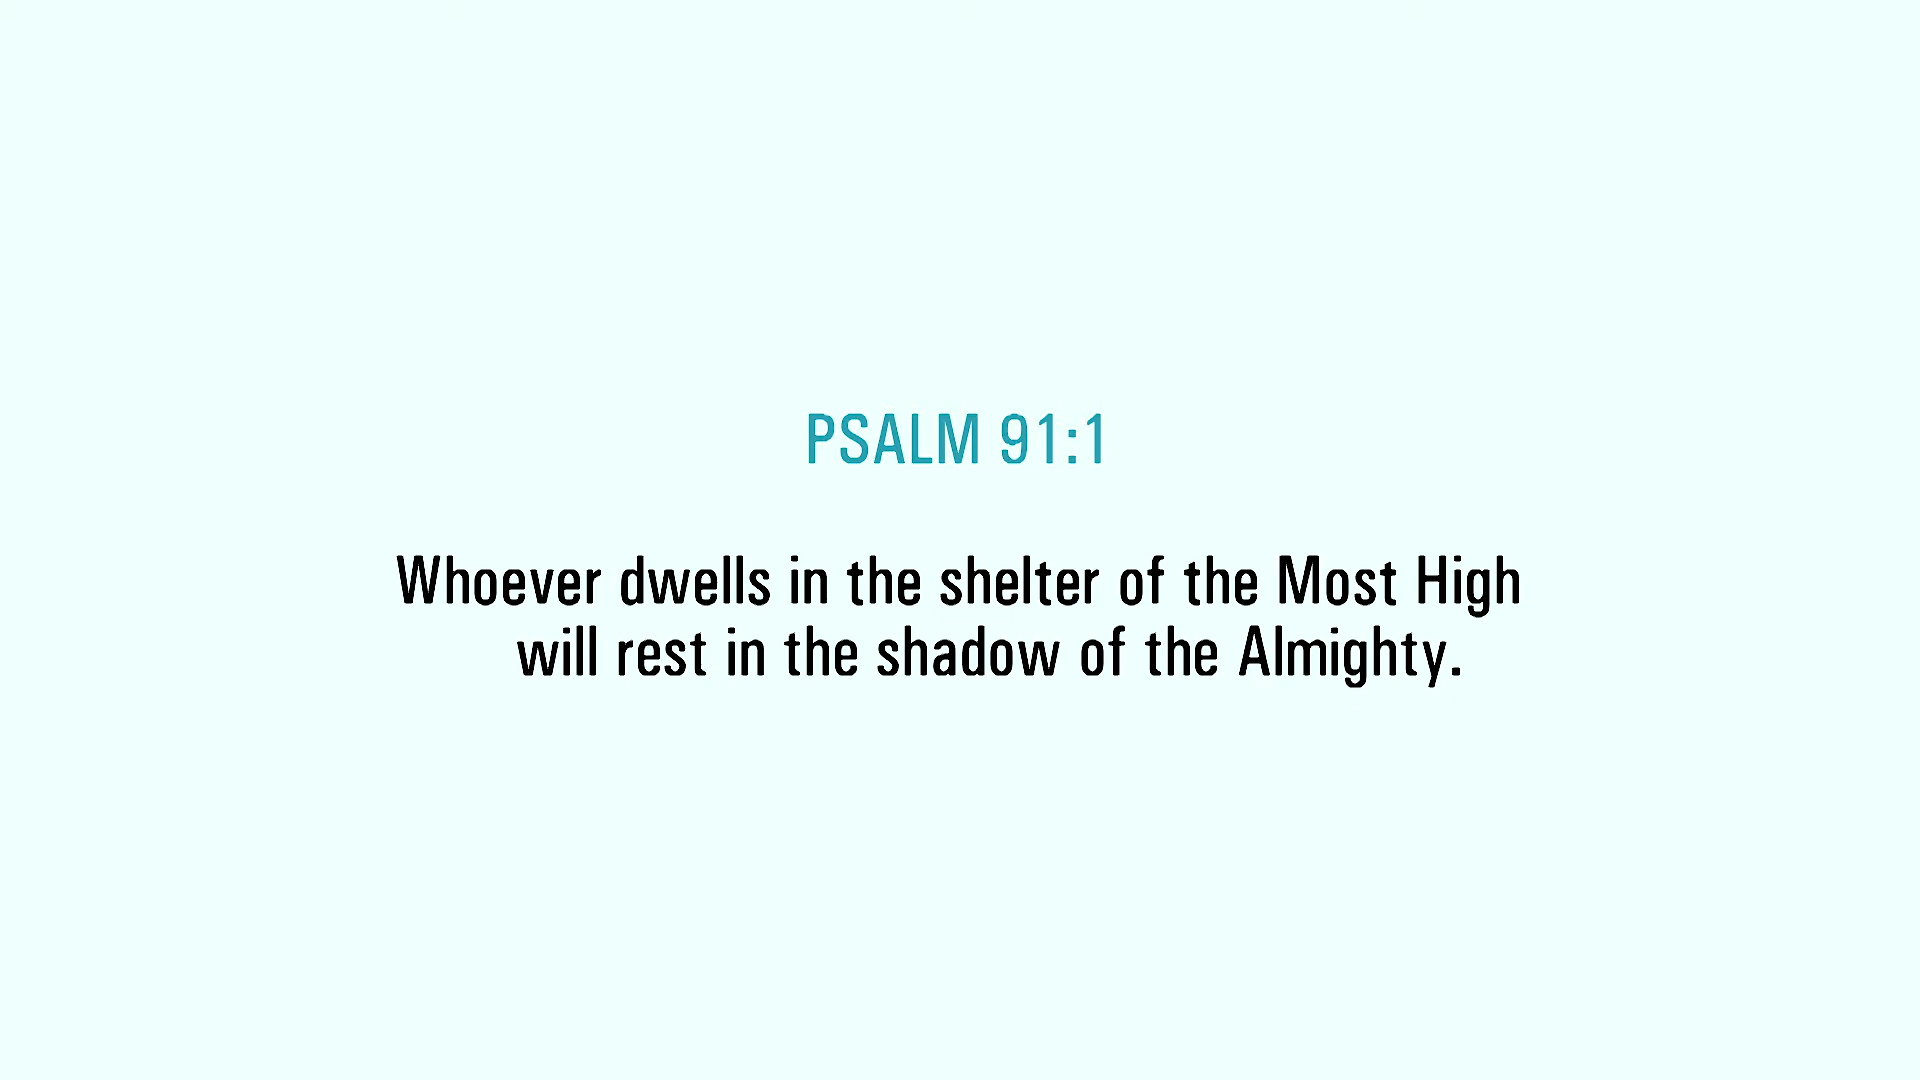 PSALM 91:1
Whoever dwells in the shelter of the Most High
will rest in the shadow of the Almighty.